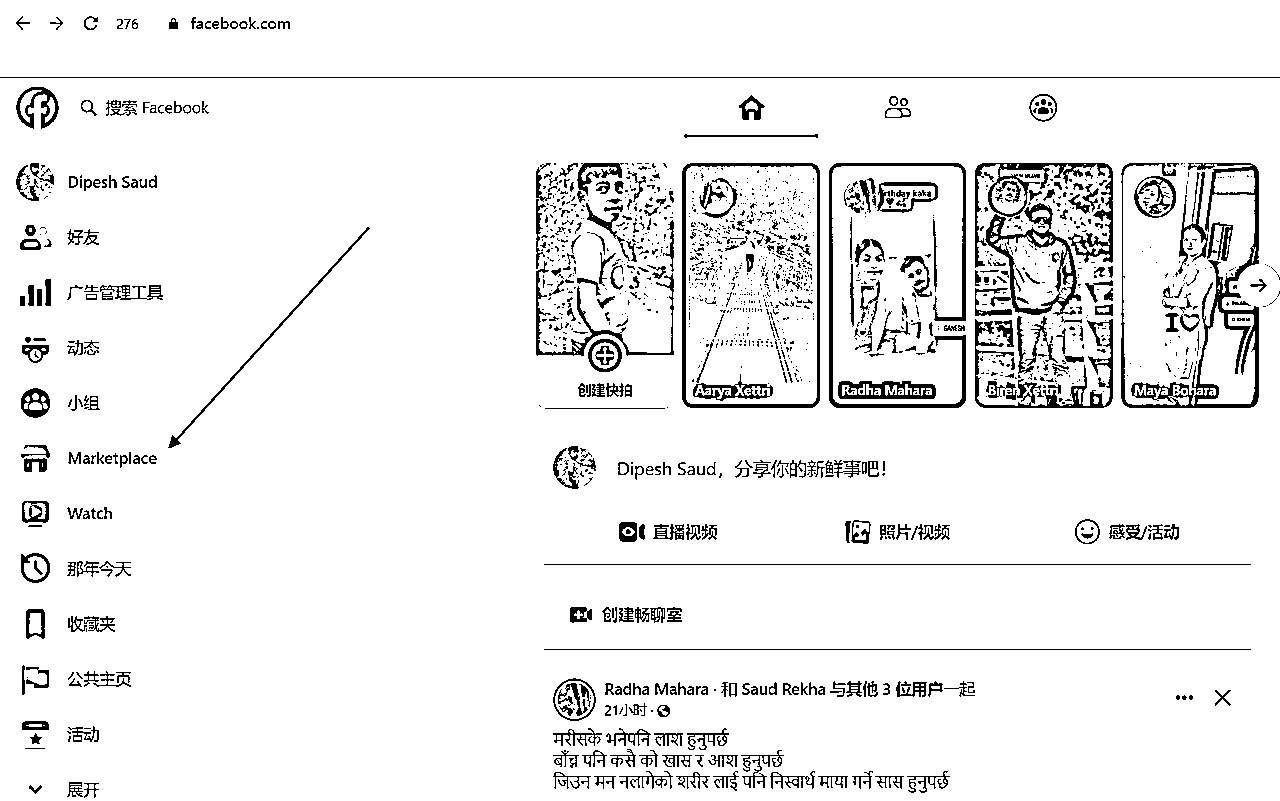 276 facebook.com
搜索 Facebook
Dipesh Saud
好友
广告管理工具
动态
小组
Marketplace
Watch
那年今天
收藏夹
公共主页
活动
展开
创建快拍
Aarya Xettri
rthday kaka
GANESH
Radha Mahara
Biren Xettri
I
Maya Bohara
Dipesh Saud，分享你的新鲜事吧！
直播视频
照片/视频
感受/活动
创建畅聊室
Radha Mahara · 和 Saud Rekha 与其他 3 位用户一起
21小时 ·
मरीसके भनेपनि लाश हुनुपर्छ
बाँच्न पनि कसै को खास र आश हुनुपर्छ
जिउन मन नलागेको शरीर लाई पनि निस्वार्थ माया गर्ने सास हुनुपर्छ